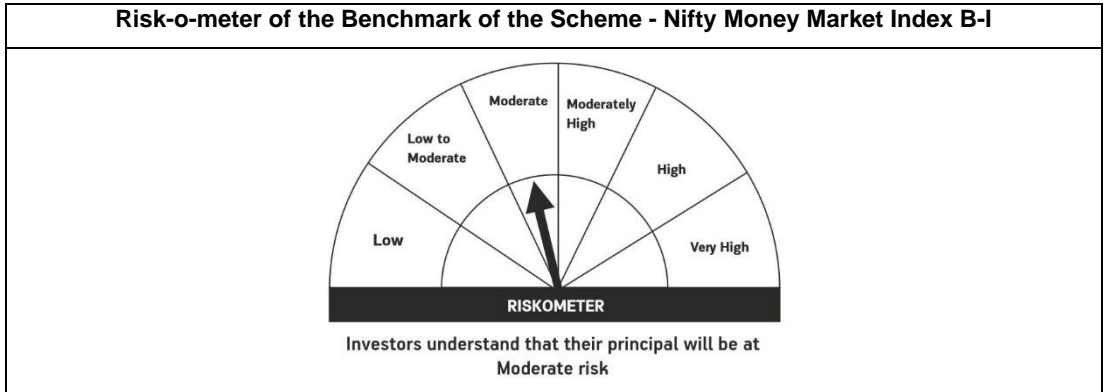 Risk-o-meter of the Benchmark of the Scheme - Nifty Money Market Index B-I
Moderate
Moderately
High
Low to
Moderate
High
Low
Very High
RISKOMETER
Investors understand that their principal will be at
Moderate risk